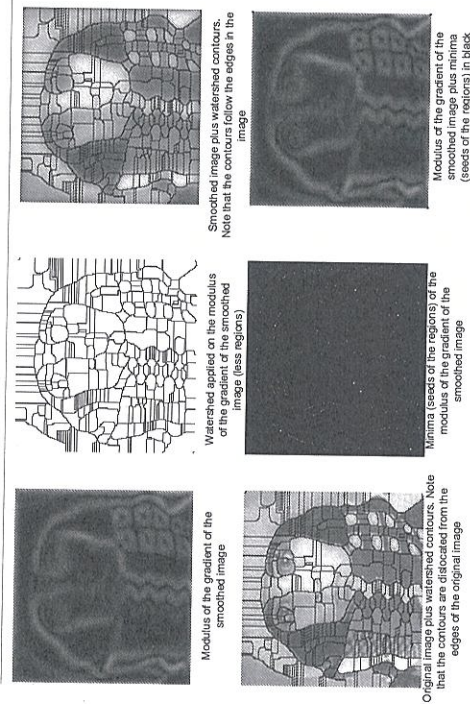 Modulus of the gradient of the
smoothed image
Watershed applied on the modulus
of the gradient of the smoothed
image (less regions)
Smoothed image plus watershed contours.
Note that the contours follow the edges in the
image
Original image plus watershed contours. Note
that the contours are dislocated from the
edges of the original image
Minima (seeds of the regions) of the
modulus of the gradient of the
smoothed image
Modulus of the gradient of the
smoothed image plus minima
(seeds of the regions) in black